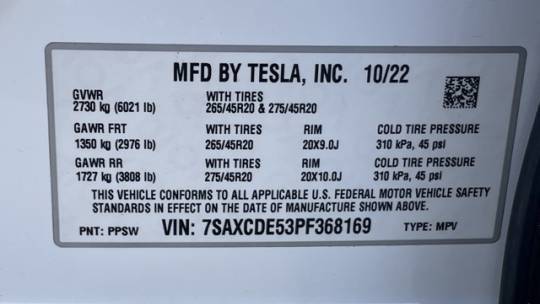 MFD BY TESLA, INC. 10/22
GVWR WITH TIRES
2730 kg (6021 lb) 265/45R20 & 275/45R20
GAWR FRT WITH TIRES RIM COLD TIRE PRESSURE
1350 kg (2976 lb) 265/45R20 20X9.0J 310 kPa, 45 psi
GAWR RR WITH TIRES RIM COLD TIRE PRESSURE
1727 kg (3808 lb) 275/45R20 20X10.0J 310 kPa, 45 psi
THIS VEHICLE CONFORMS TO ALL APPLICABLE U.S. FEDERAL MOTOR VEHICLE SAFETY
STANDARDS IN EFFECT ON THE DATE OF MANUFACTURE SHOWN ABOVE.
PNT: PPSW VIN: 7SAXCDE53PF368169 TYPE: MPV